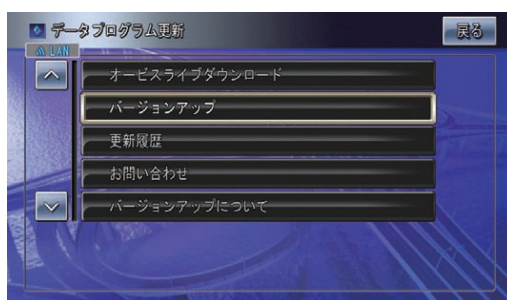 データプログラム更新
戻る
LAN
オービスライブダウンロード
バージョンアップ
更新履歴
お問い合わせ
バージョンアップについて